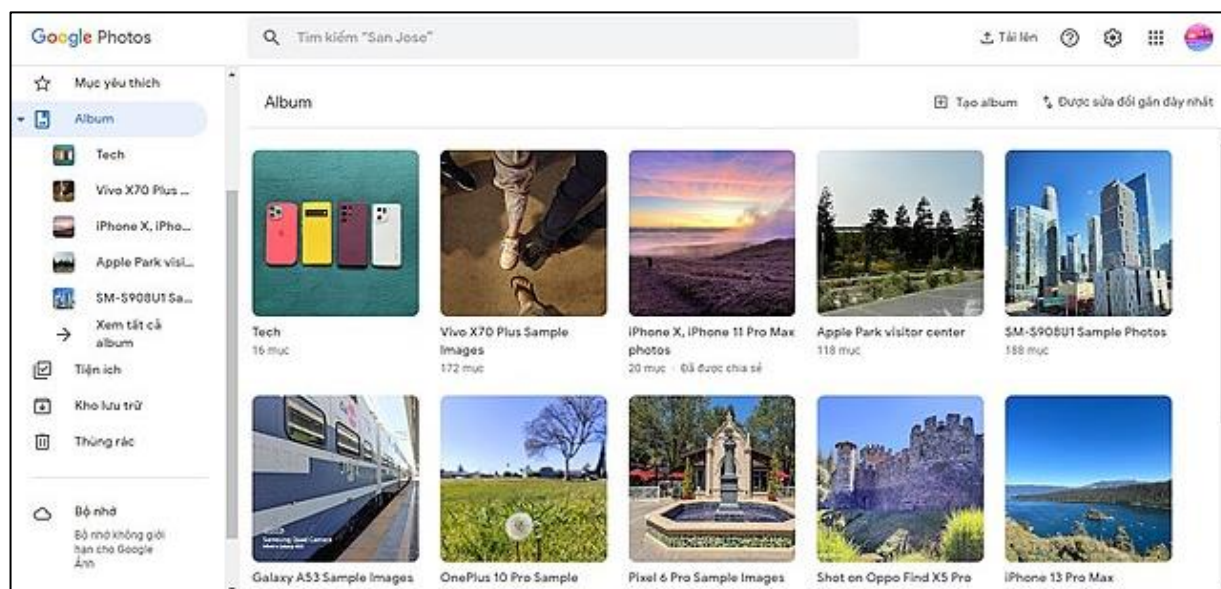 Google Photos
Tìm kiếm "San Jose"
Tải lên
Mục yêu thích
Album
Tech
Vivo X70 Plus ...
iPhone X, iPho...
Apple Park visi...
SM-S908U1 Sa...
Xem tất cả
album
Tiện ích
Kho lưu trữ
Thùng rác
Bộ nhớ
Bộ nhớ không giới
hạn cho Google
Ảnh
Album
Tạo album
Được sửa đổi gần đây nhất
Tech
16 mục
Vivo X70 Plus Sample
Images
172 mục
iPhone X, iPhone 11 Pro Max
photos
20 mục · Đã được chia sẻ
Apple Park visitor center
118 mục
SM-S908U1 Sample Photos
188 mục
Samsung Quad Camera
Galaxy A53 Sample Images
OnePlus 10 Pro Sample
Pixel 6 Pro Sample Images
Shot on Oppo Find X5 Pro
iPhone 13 Pro Max